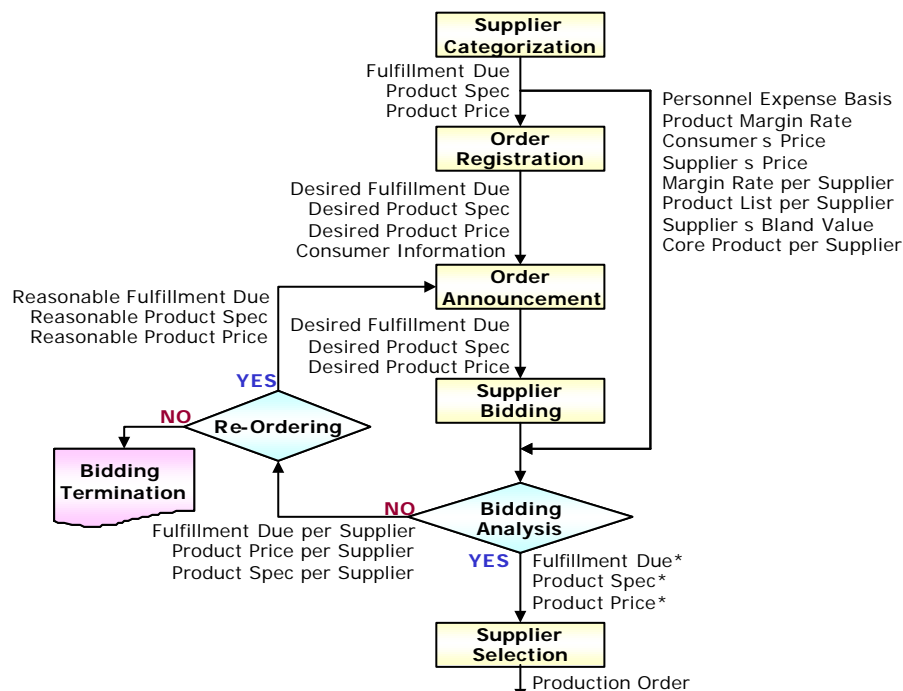 Supplier
Categorization
Fulfillment Due
Product Spec
Product Price
Personnel Expense Basis
Product Margin Rate
Consumer s Price
Supplier s Price
Margin Rate per Supplier
Product List per Supplier
Supplier s Bland Value
Core Product per Supplier
Order
Registration
Desired Fulfillment Due
Desired Product Spec
Desired Product Price
Consumer Information
Order
Announcement
Reasonable Fulfillment Due
Reasonable Product Spec
Reasonable Product Price
Desired Fulfillment Due
Desired Product Spec
Desired Product Price
YES
Supplier
Bidding
NO
Re-Ordering
Bidding
Termination
NO
Bidding
Analysis
Fulfillment Due per Supplier
Product Price per Supplier
Product Spec per Supplier
YES
Fulfillment Due*
Product Spec*
Product Price*
Supplier
Selection
Production Order